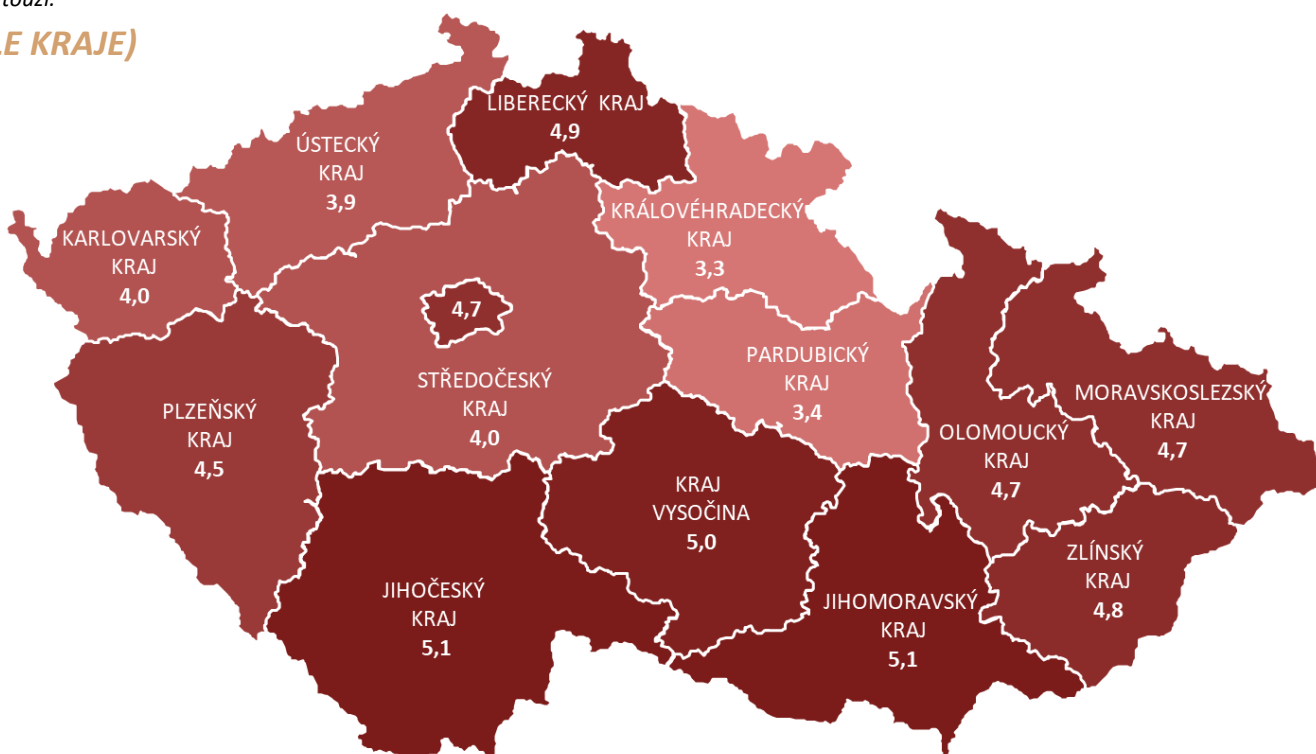 LE KRAJE)
LIBERECKÝ KRAJ
4,9
ÚSTECKÝ
KRAJ
3,9
KRÁLOVÉHRADECKÝ
KRAJ
3,3
KARLOVARSKÝ
KRAJ
4,0
4,7
PARDUBICKÝ
KRAJ
3,4
STŘEDOČESKÝ
KRAJ
4,0
MORAVSKOSLEZSKÝ
KRAJ
4,7
PLZEŇSKÝ
KRAJ
4,5
OLOMOUCKÝ
KRAJ
4,7
KRAJ
VYSOČINA
5,0
ZLÍNSKÝ
KRAJ
4,8
JIHOČESKÝ
KRAJ
5,1
JIHOMORAVSKÝ
KRAJ
5,1